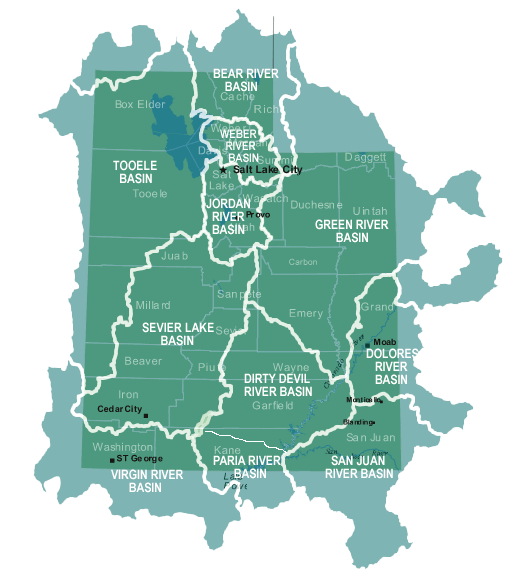 BEAR RIVER
BASIN
Cache
Rich
Box Elder
WEBER
RIVER
BASIN
Salt Lake City
Salt
Lake
Daggett
TOOELE
BASIN
Tooele
JORDAN
RIVER
BASIN
Provo
Duchesne
Uintah
GREEN RIVER
BASIN
Juab
Carbon
Sanpete
Millard
Emery
Grand
SEVIER LAKE
BASIN
Moab
DOLORES
RIVER
BASIN
Beaver
Wayne
DIRTY DEVIL
RIVER BASIN
Garfield
Iron
Cedar City
Monticello
Blanding
San Juan
Washington
ST George
Kane
PARIA RIVER
BASIN
VIRGIN RIVER
BASIN
SAN JUAN
RIVER BASIN